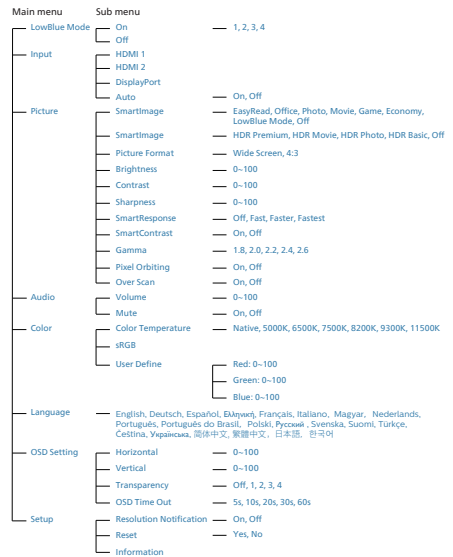 Main menu Sub menu
LowBlue Mode On 1, 2, 3, 4
Off
Input HDMI 1
HDMI 2
DisplayPort
Auto On, Off
Picture SmartImage EasyRead, Office, Photo, Movie, Game, Economy,
LowBlue Mode, Off
SmartImage HDR Premium, HDR Movie, HDR Photo, HDR Basic, Off
Picture Format Wide Screen, 4:3
Brightness 0~100
Contrast 0~100
Sharpness 0~100
SmartResponse Off, Fast, Faster, Fastest
SmartContrast On, Off
Gamma 1.8, 2.0, 2.2, 2.4, 2.6
Pixel Orbiting On, Off
Over Scan On, Off
Audio Volume 0~100
Mute On, Off
Color Color Temperature Native, 5000K, 6500K, 7500K, 8200K, 9300K, 11500K
sRGB
User Define Red: 0~100
Green: 0~100
Blue: 0~100
Language English, Deutsch, Español, Ελληνική, Français, Italiano, Magyar, Nederlands,
Português, Português do Brasil, Polski, Русский , Svenska, Suomi, Türkçe,
Čeština, Українська, 简体中文, 繁體中文, 日本語, 한국어
OSD Setting Horizontal 0~100
Vertical 0~100
Transparency Off, 1, 2, 3, 4
OSD Time Out 5s, 10s, 20s, 30s, 60s
Setup Resolution Notification On, Off
Reset Yes, No
Information